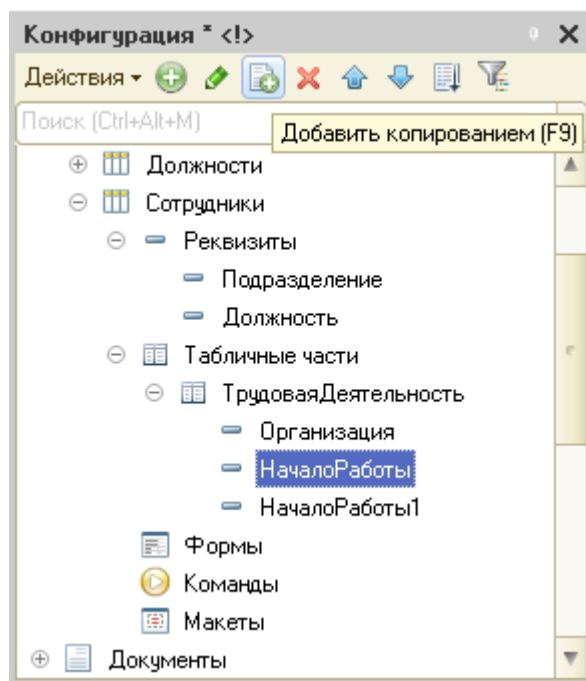 Конфигурация * <!>
Действия
Поиск (Ctrl+Alt+M)
Добавить копированием (F9)
Должности
Сотрудники
Реквизиты
Подразделение
Должность
Табличные части
ТрудоваяДеятельность
Организация
НачалоРаботы
НачалоРаботы1
Формы
Команды
Макеты
Документы